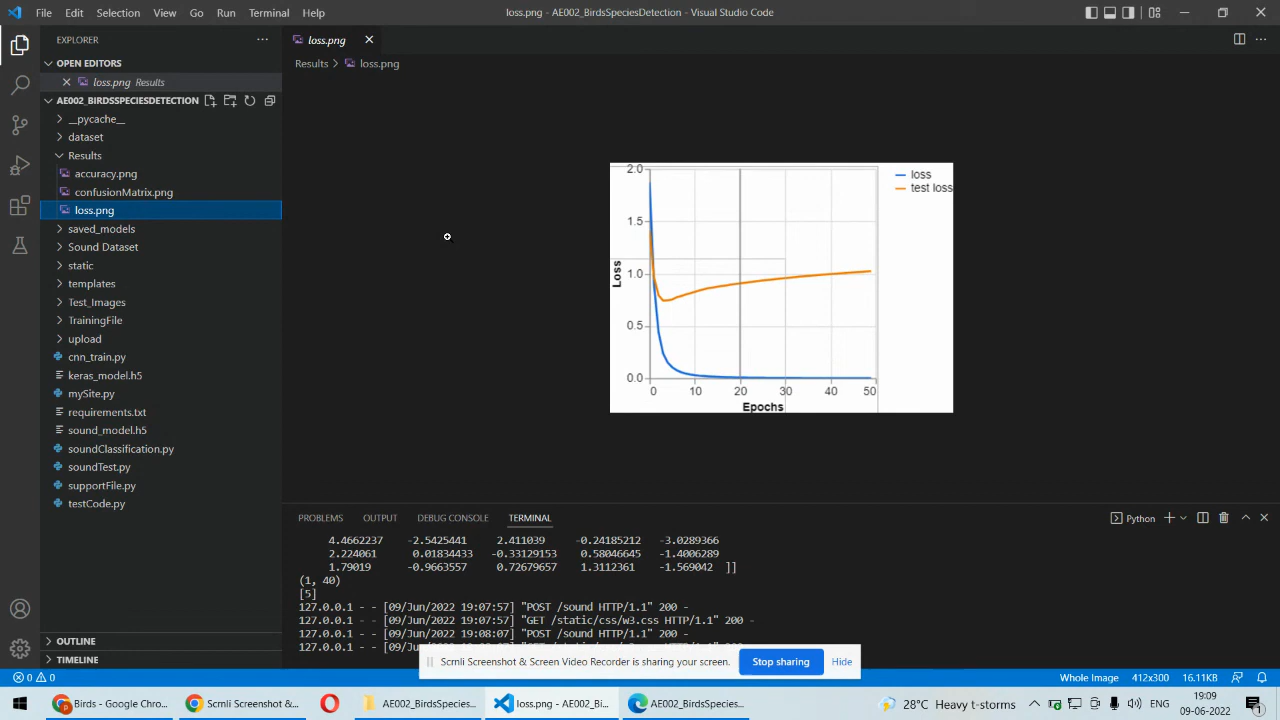 File Edit Selection View Go Run Terminal Help
loss.png - AE002_BirdsSpeciesDetection - Visual Studio Code
EXPLORER
OPEN EDITORS
loss.png Results
AE002_BIRDSSPECIESDETECTION
__pycache__
dataset
Results
accuracy.png
confusionMatrix.png
loss.png
saved_models
Sound Dataset
static
templates
Test_Images
TrainingFile
upload
cnn_train.py
keras_model.h5
mySite.py
requirements.txt
sound_model.h5
soundClassification.py
soundTest.py
supportFile.py
testCode.py
OUTLINE
TIMELINE
loss.png
Results > loss.png
2.0
1.5
1.0
0.5
0.0
Loss
0 10 20 30 40 50
Epochs
loss
test loss
PROBLEMS OUTPUT DEBUG CONSOLE TERMINAL
Python
4.4662237 -2.5425441 2.411039 -0.24185212 -3.0289366
2.224061 0.01834433 -0.33129153 0.58046645 -1.4006289
1.79019 -0.9663557 0.72679657 1.3112361 -1.569042 ]]
(1, 40)
[5]
127.0.0.1 - - [09/Jun/2022 19:07:57] "POST /sound HTTP/1.1" 200 -
127.0.0.1 - - [09/Jun/2022 19:07:57] "GET /static/css/w3.css HTTP/1.1" 200 -
127.0.0.1 - - [09/Jun/2022 19:08:07] "POST /sound HTTP/1.1" 200 -
127.0.0.1 - -
Scrnli Screenshot & Screen Video Recorder is sharing your screen.
Stop sharing
Hide
0 0
Whole Image 412x300 16.11KB
Birds - Google Chro...
Scrnli Screenshot &...
AE002_BirdsSpecies...
loss.png - AE002_Bi...
AE002_BirdsSpecies...
28°C Heavy t-storms
ENG
19:09
09-06-2022
1